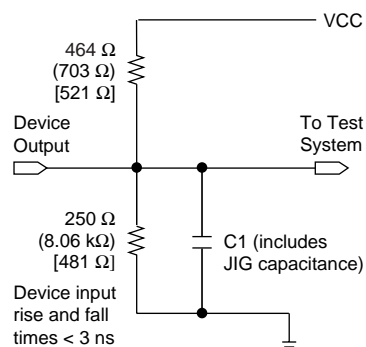 VCC
464 Ω
(703 Ω)
[521 Ω]
Device
Output
To Test
System
250 Ω
(8.06 kΩ)
[481 Ω]
C1 (includes
JIG capacitance)
Device input
rise and fall
times < 3 ns